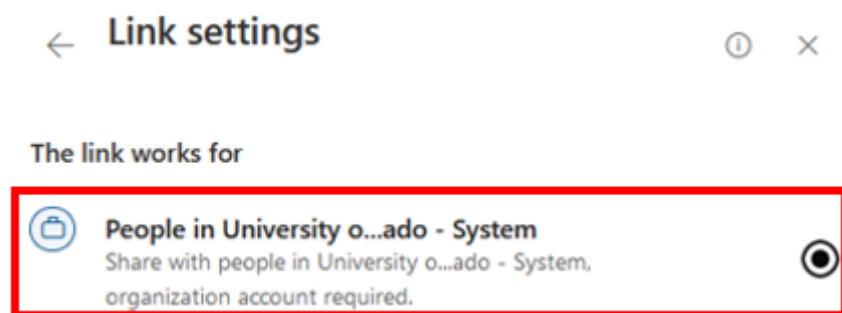 Link settings
The link works for
People in University o...ado - System
Share with people in University o...ado - System,
organization account required.